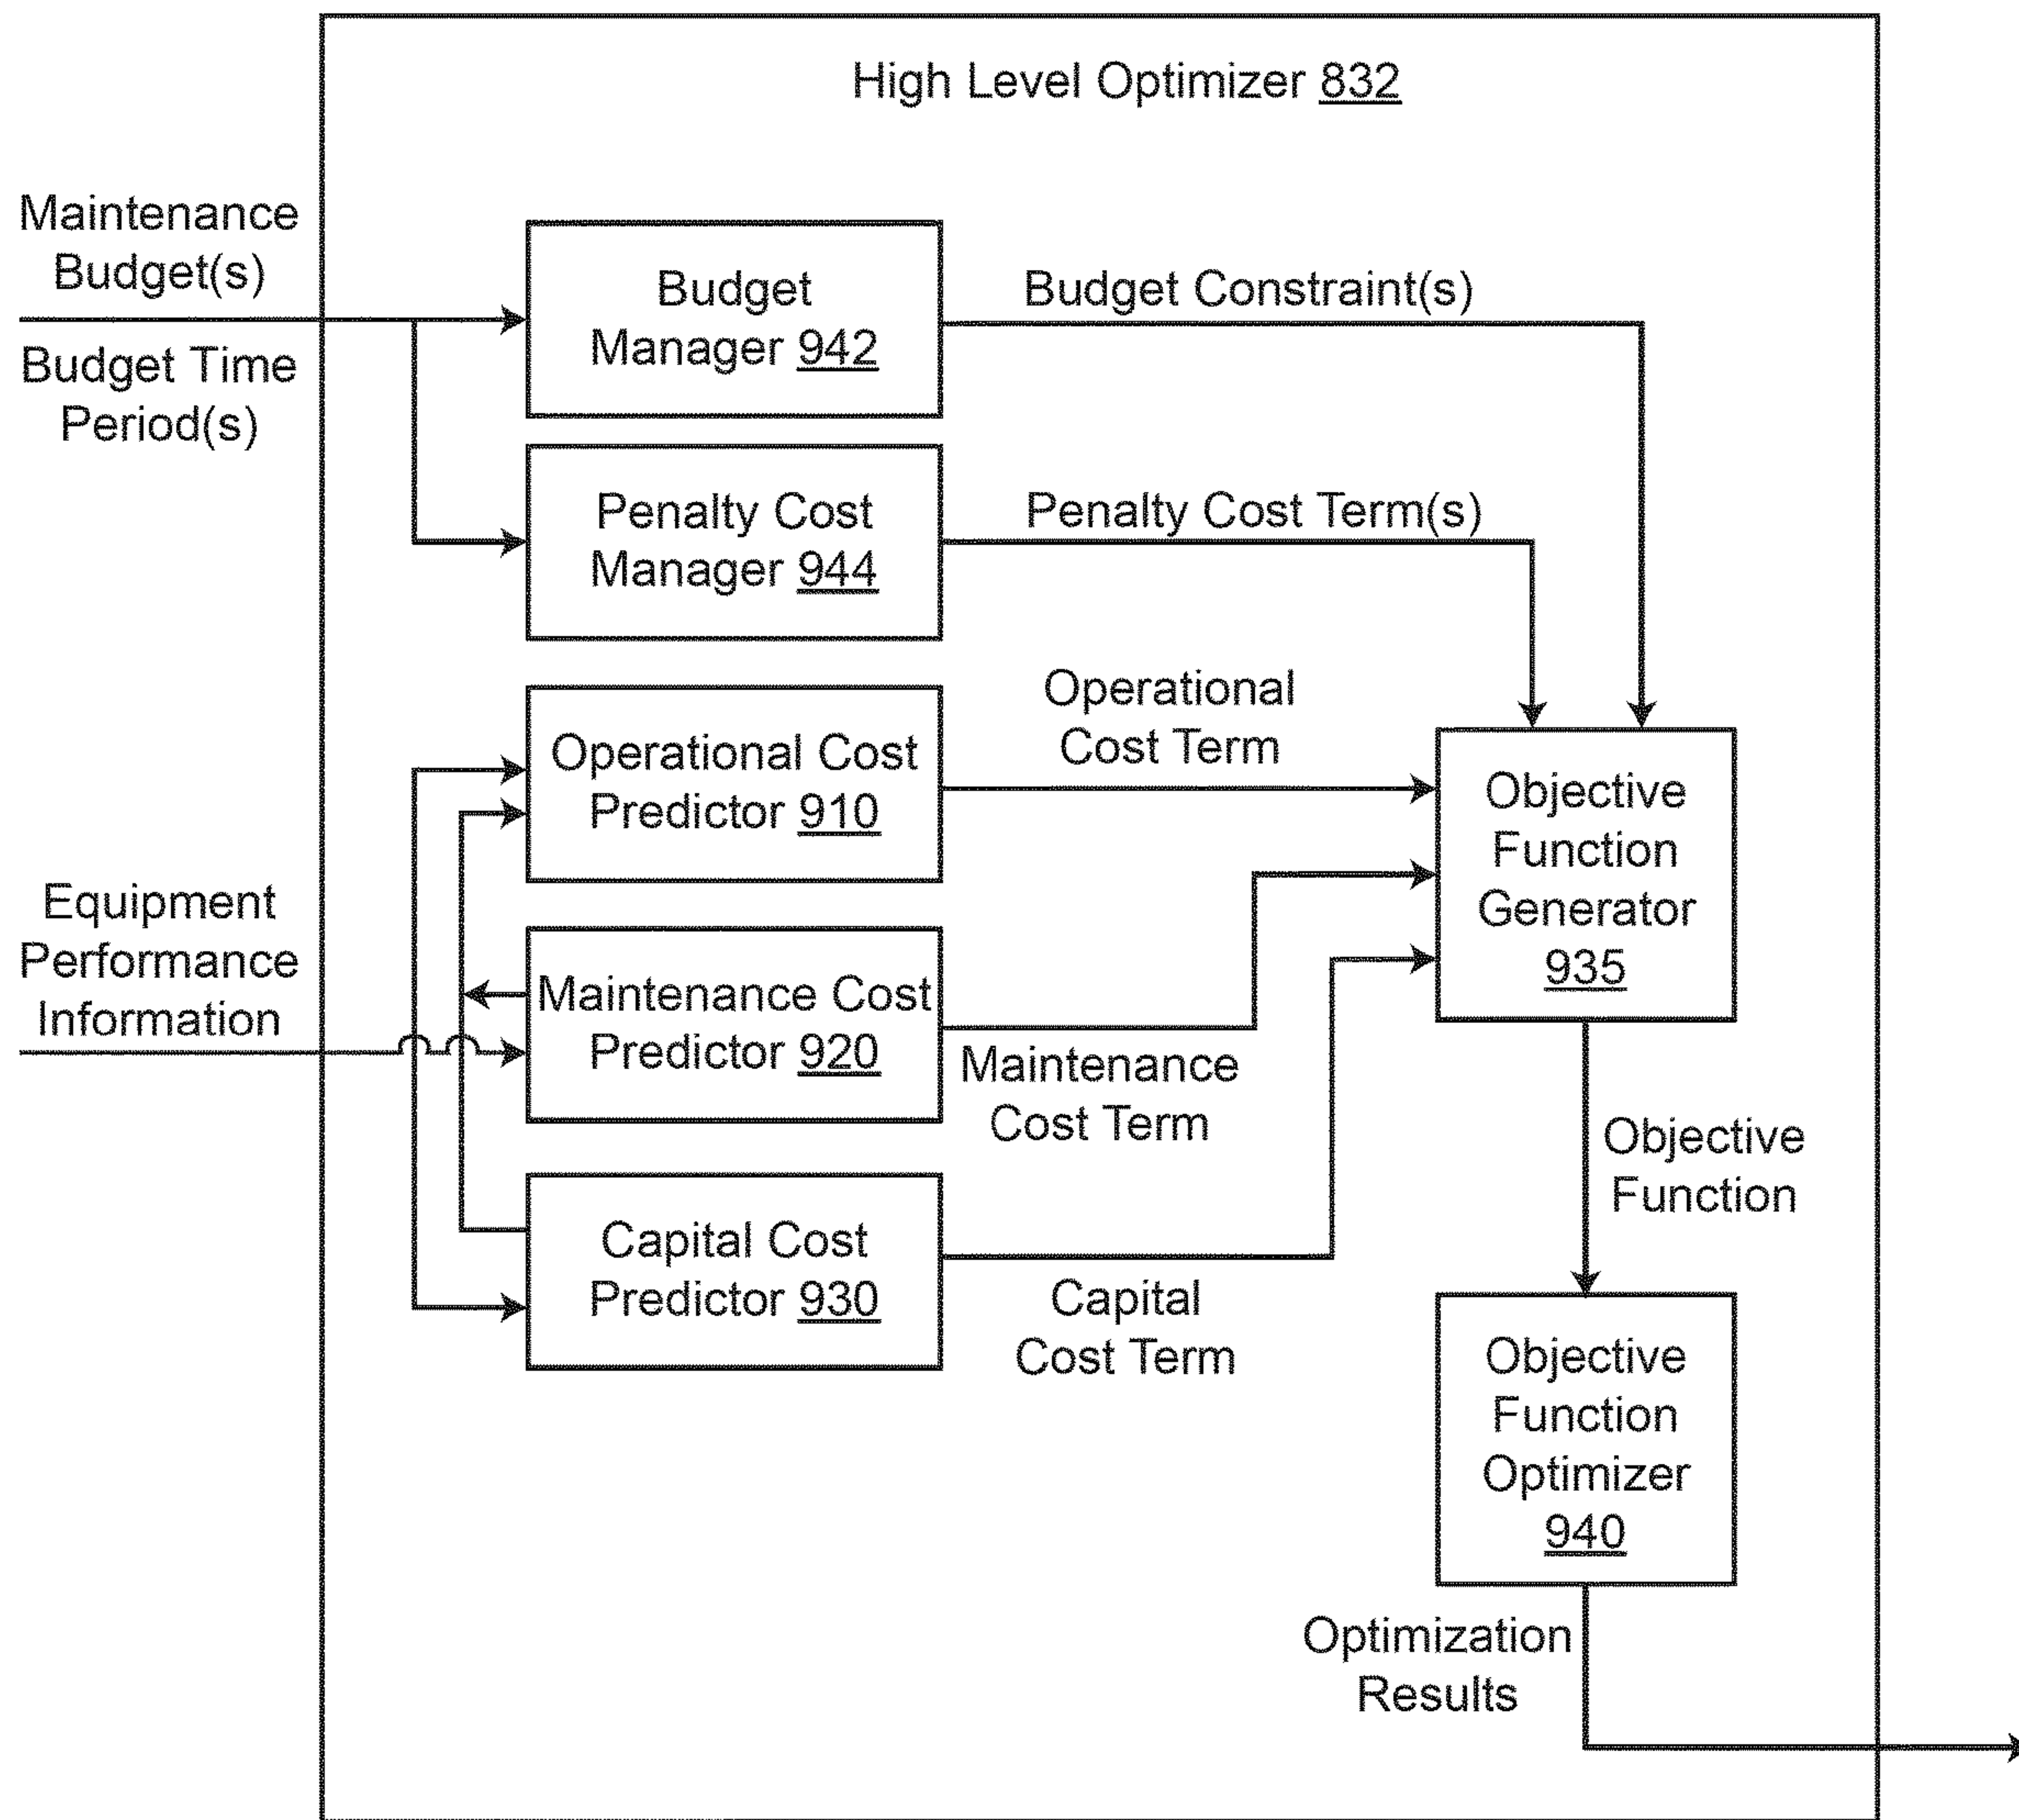 High Level Optimizer 832
Maintenance
Budget(s)
Budget Time
Period(s)
Budget
Manager 942
Budget Constraint(s)
Penalty Cost
Manager 944
Penalty Cost Term(s)
Operational Cost
Predictor 910
Operational
Cost Term
Equipment
Performance
Information
Maintenance Cost
Predictor 920
Maintenance
Cost Term
Capital Cost
Predictor 930
Capital
Cost Term
Objective
Function
Generator
935
Objective
Function
Objective
Function
Optimizer
940
Optimization
Results